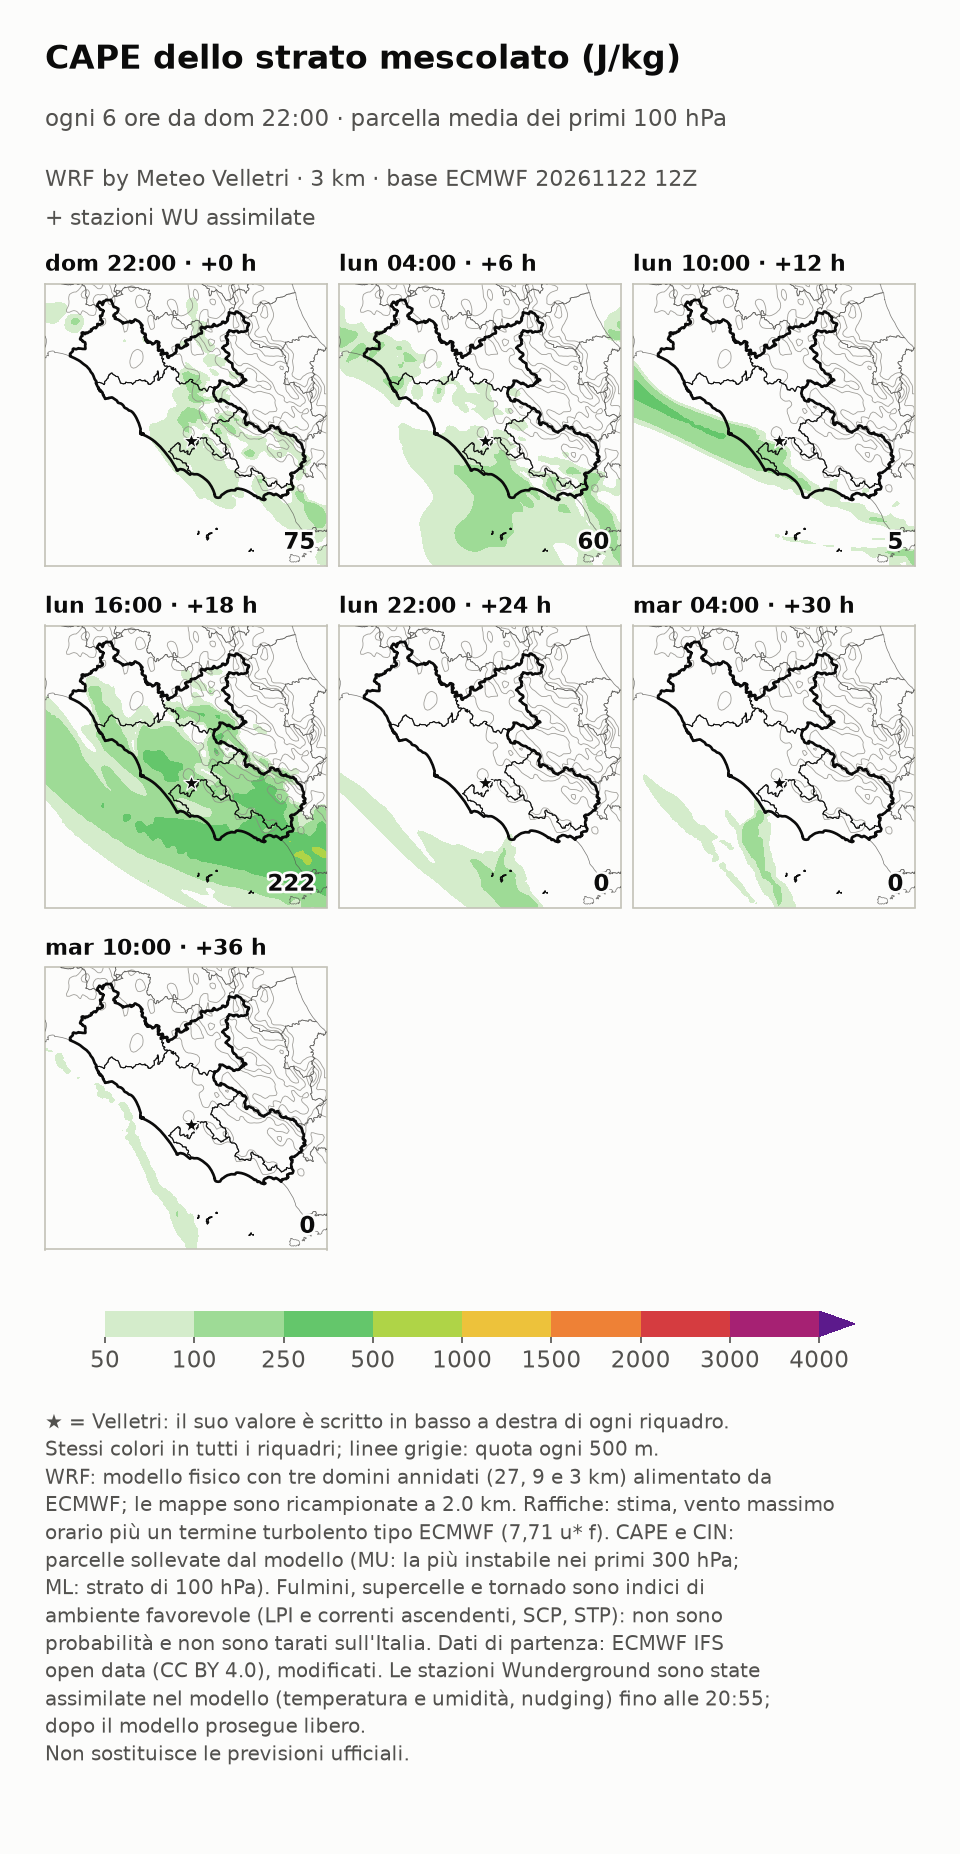 CAPE dello strato mescolato (J/kg)
ogni 6 ore da dom 22:00 · parcella media dei primi 100 hPa
WRF by Meteo Velletri · 3 km · base ECMWF 20261122 12Z
+ stazioni WU assimilate
dom 22:00 · +0 h
lun 04:00 · +6 h
lun 10:00 · +12 h
75
60
5
lun 16:00 · +18 h
lun 22:00 · +24 h
mar 04:00 · +30 h
222
0
0
mar 10:00 · +36 h
0
50 100 250 500 1000 1500 2000 3000 4000
★ = Velletri: il suo valore è scritto in basso a destra di ogni riquadro.
Stessi colori in tutti i riquadri; linee grigie: quota ogni 500 m.
WRF: modello fisico con tre domini annidati (27, 9 e 3 km) alimentato da
ECMWF; le mappe sono ricampionate a 2.0 km. Raffiche: stima, vento massimo
orario più un termine turbolento tipo ECMWF (7,71 u* f). CAPE e CIN:
parcelle sollevate dal modello (MU: la più instabile nei primi 300 hPa;
ML: strato di 100 hPa). Fulmini, supercelle e tornado sono indici di
ambiente favorevole (LPI e correnti ascendenti, SCP, STP): non sono
probabilità e non sono tarati sull'Italia. Dati di partenza: ECMWF IFS
open data (CC BY 4.0), modificati. Le stazioni Wunderground sono state
assimilate nel modello (temperatura e umidità, nudging) fino alle 20:55;
dopo il modello prosegue libero.
Non sostituisce le previsioni ufficiali.